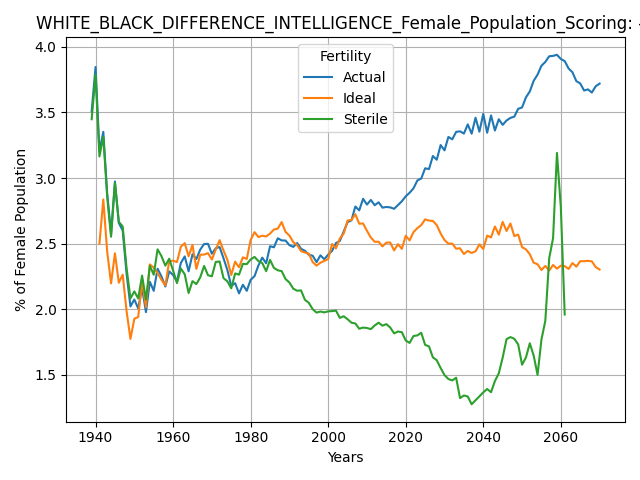 WHITE_BLACK_DIFFERENCE_INTELLIGENCE_Female_Population_Scoring: -
Fertility
Actual
Ideal
Sterile
% of Female Population
4.0
3.5
3.0
2.5
2.0
1.5
1940
1960
1980
2000
2020
2040
2060
Years